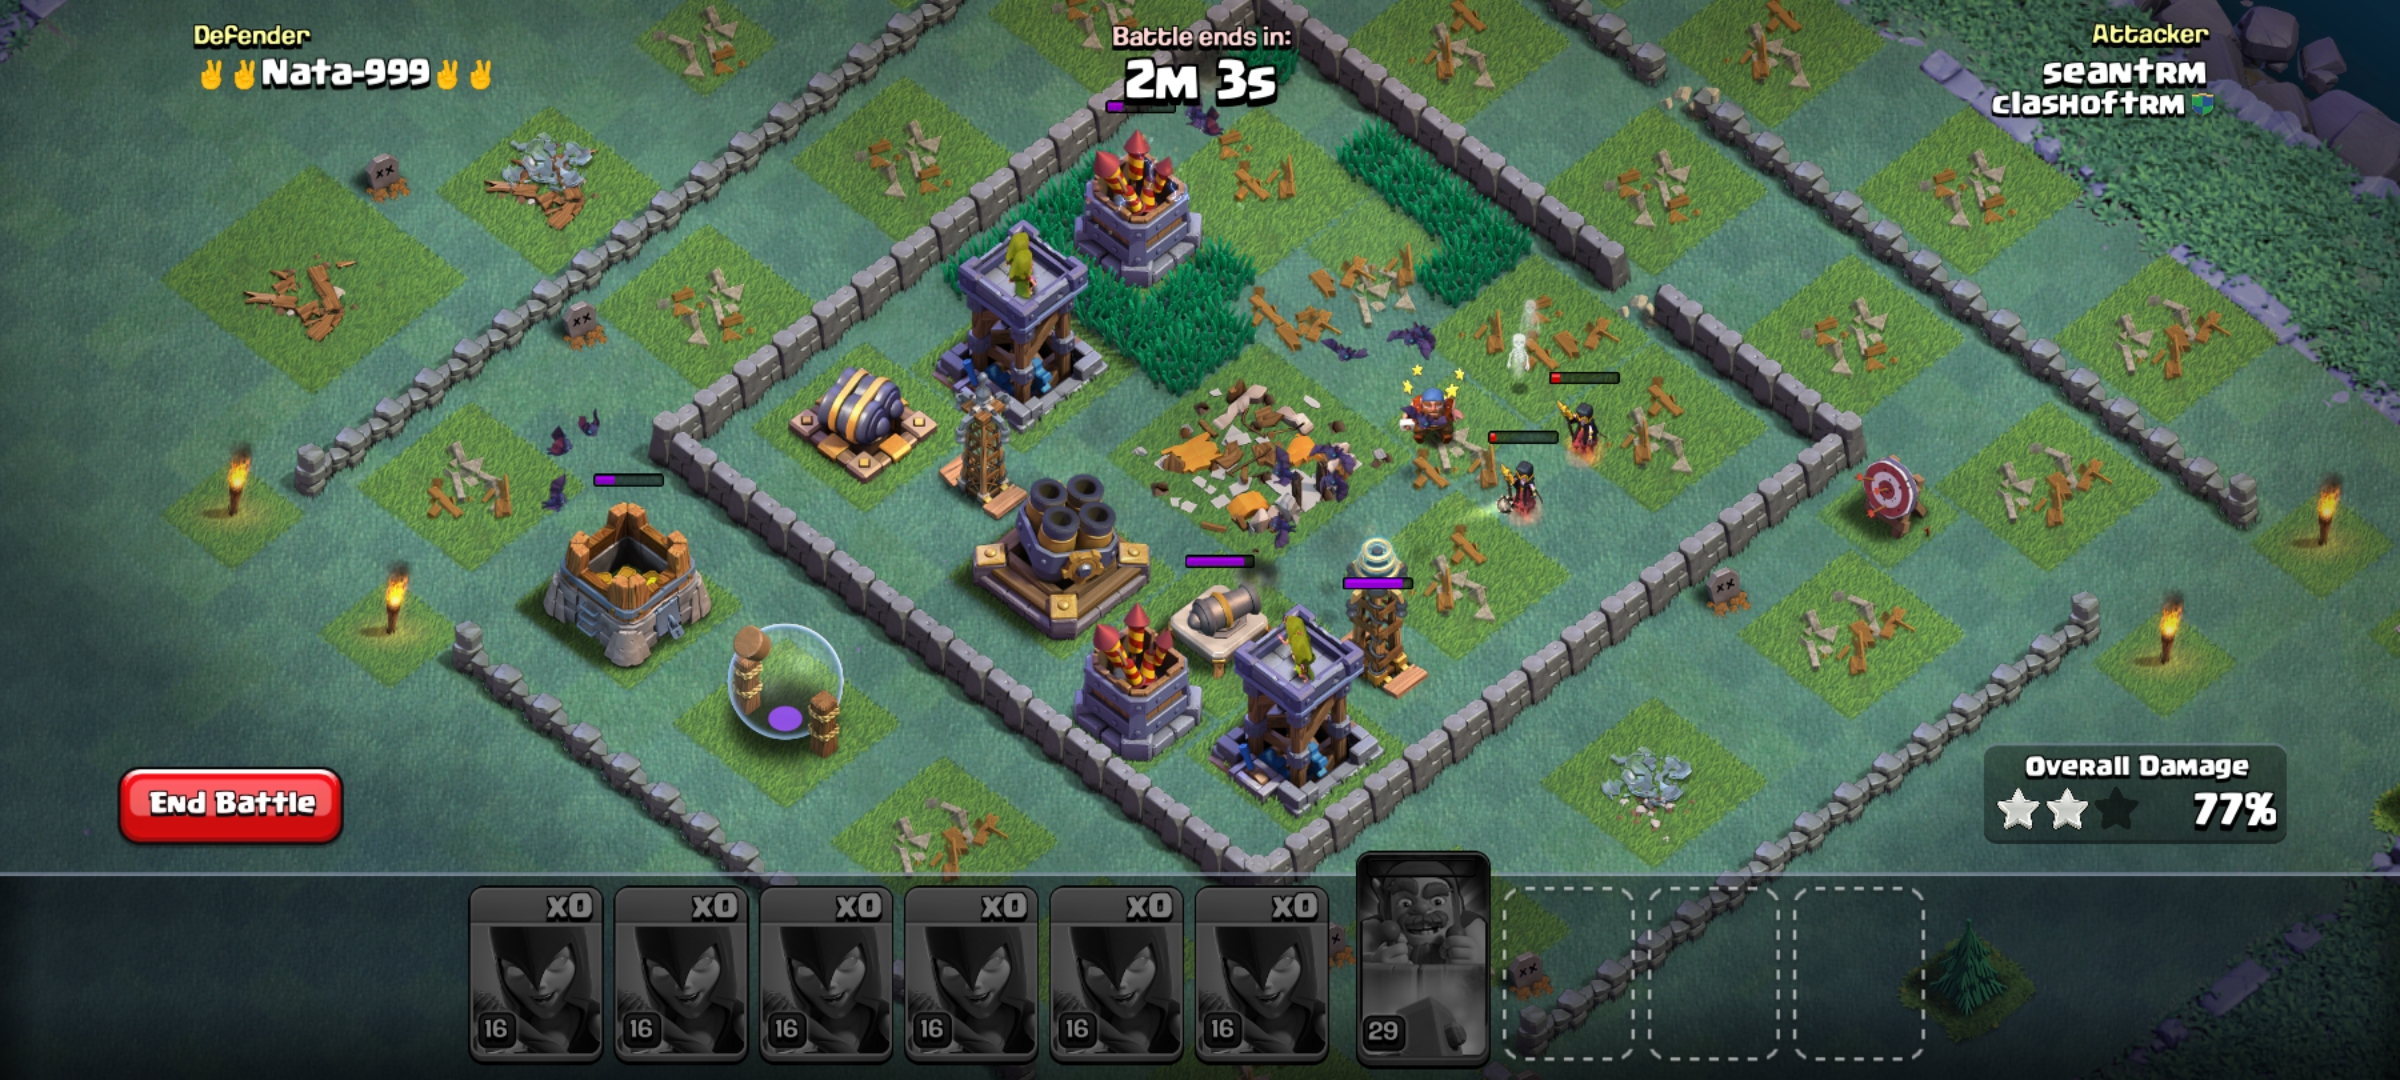 Defender
✌✌Nata-999✌✌
Battle ends in:
2M 3s
Attacker
seantRM
clashoftRM
End Battle
Overall Damage
77%
x0
x0
x0
x0
x0
x0
16
16
16
16
16
16
29